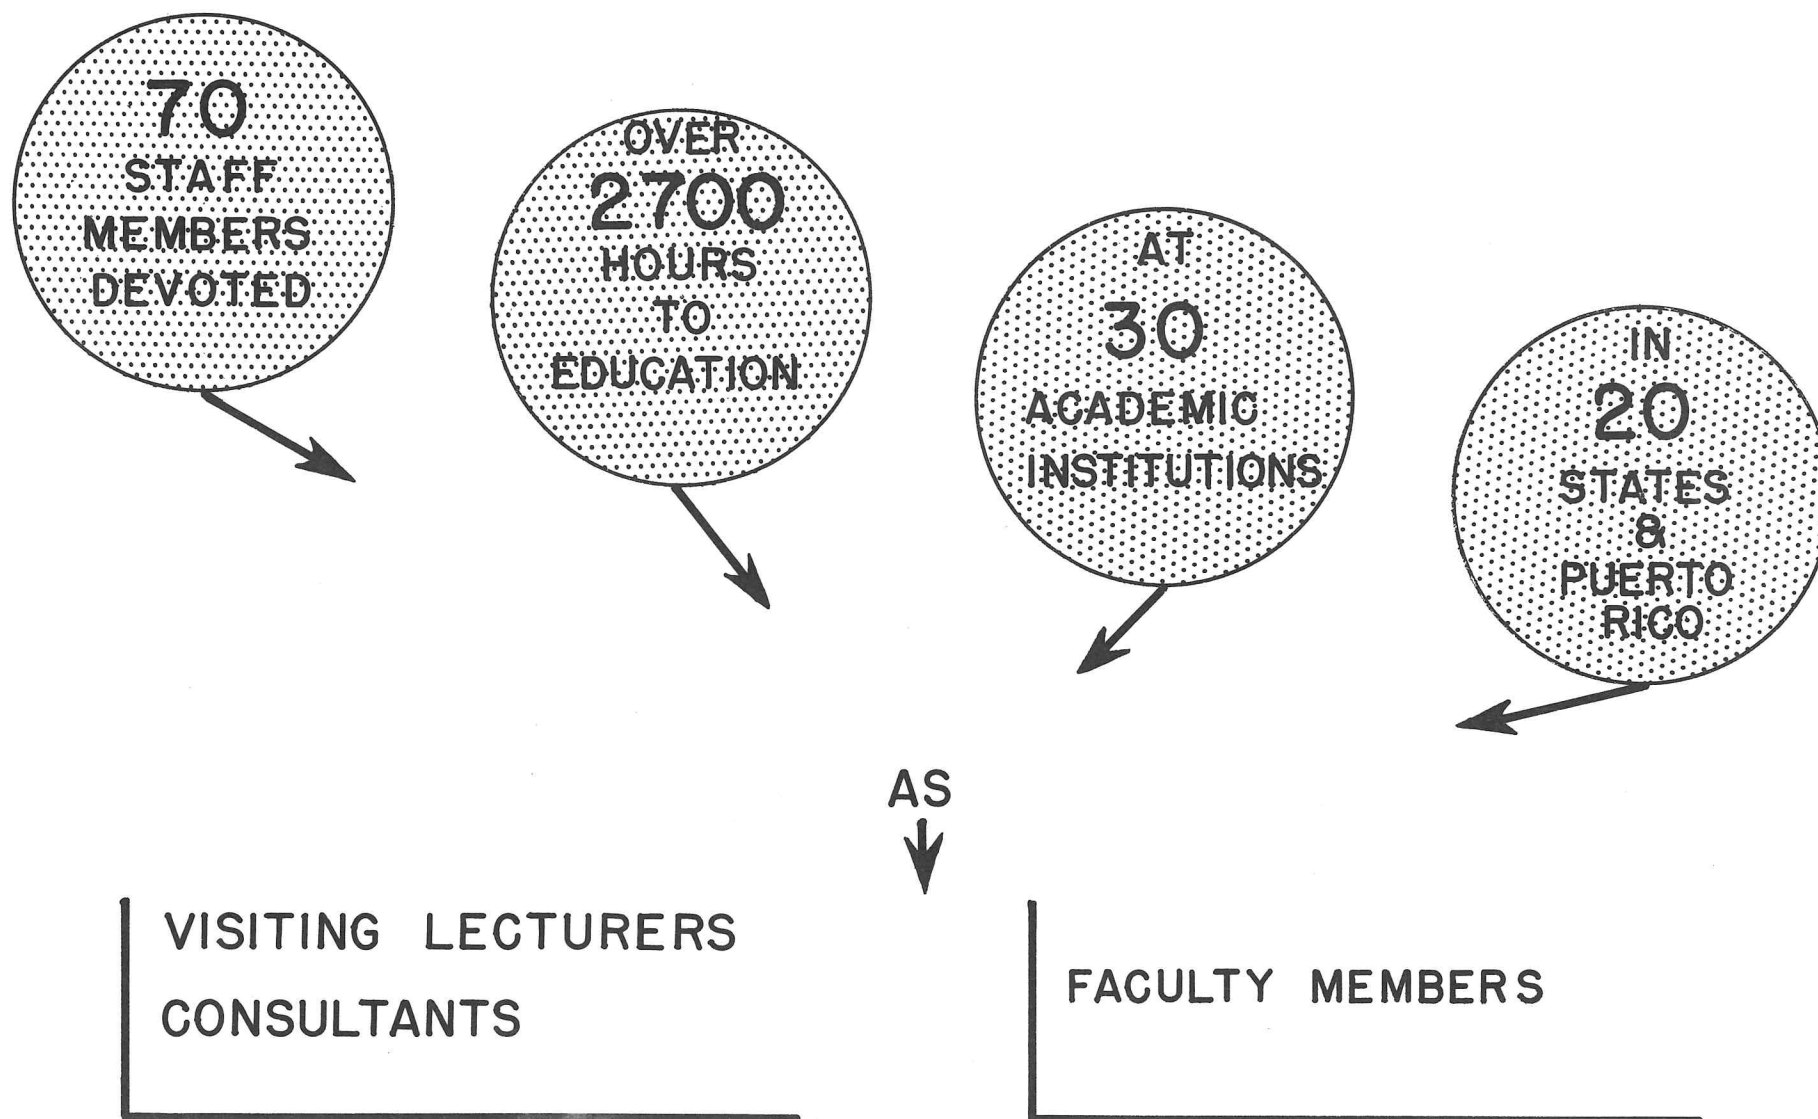 70
STAFF
MEMBERS
DEVOTED
OVER
2700
HOURS
TO
EDUCATION
AT
30
ACADEMIC
INSTITUTIONS
IN
20
STATES
&
PUERTO
RICO
AS
VISITING LECTURERS
CONSULTANTS
FACULTY MEMBERS